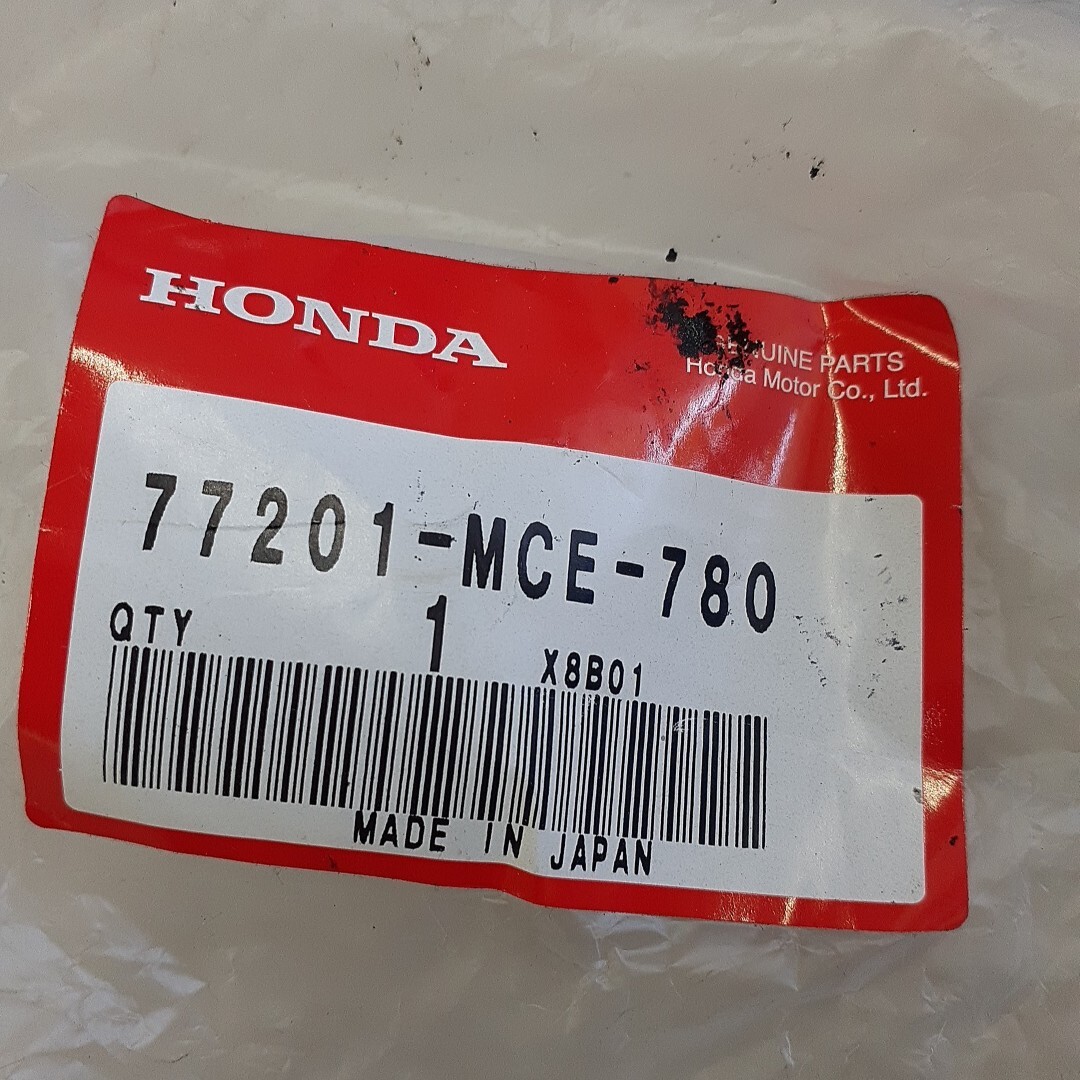 HONDA
GENUINE PARTS
Honda Motor Co., Ltd.
77201-MCE-780
QTY 1 X8B01
MADE IN JAPAN